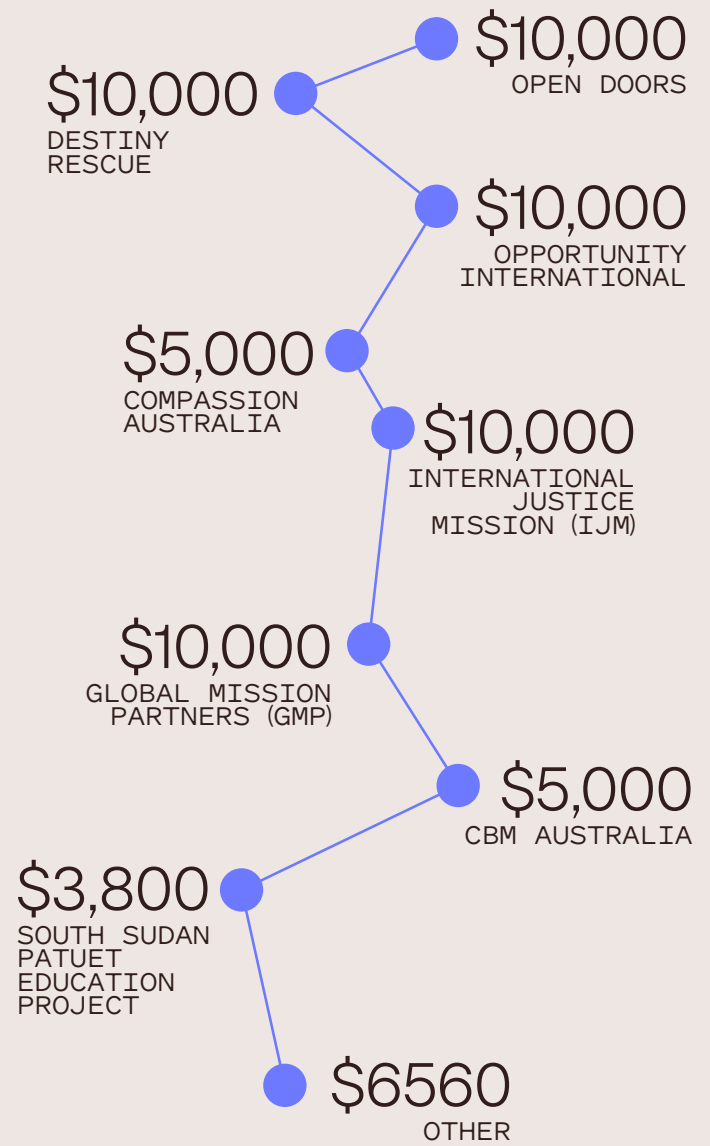 $10,000
OPEN DOORS
$10,000
DESTINY
RESCUE
$10,000
OPPORTUNITY
INTERNATIONAL
$5,000
COMPASSION
AUSTRALIA
$10,000
INTERNATIONAL
JUSTICE
MISSION (IJM)
$10,000
GLOBAL MISSION
PARTNERS (GMP)
$5,000
CBM AUSTRALIA
$3,800
SOUTH SUDAN
PATUET
EDUCATION
PROJECT
$6560
OTHER